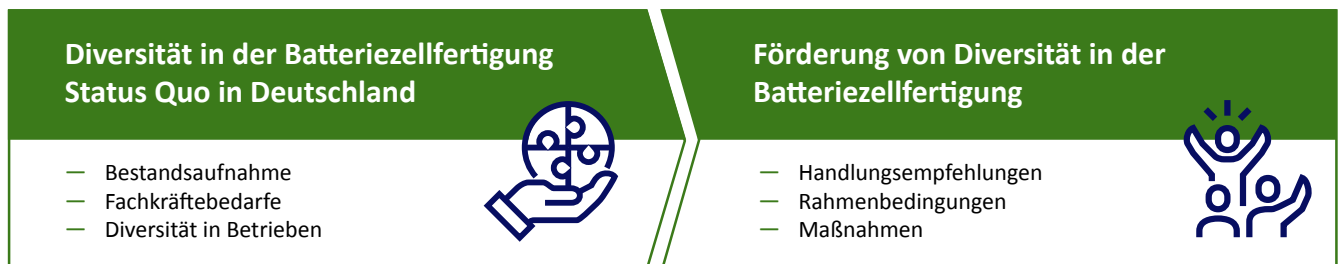 Diversität in der Batteriezellfertigung
Status Quo in Deutschland
— Bestandsaufnahme
— Fachkräftebedarfe
— Diversität in Betrieben
Förderung von Diversität in der
Batteriezellfertigung
— Handlungsempfehlungen
— Rahmenbedingungen
— Maßnahmen